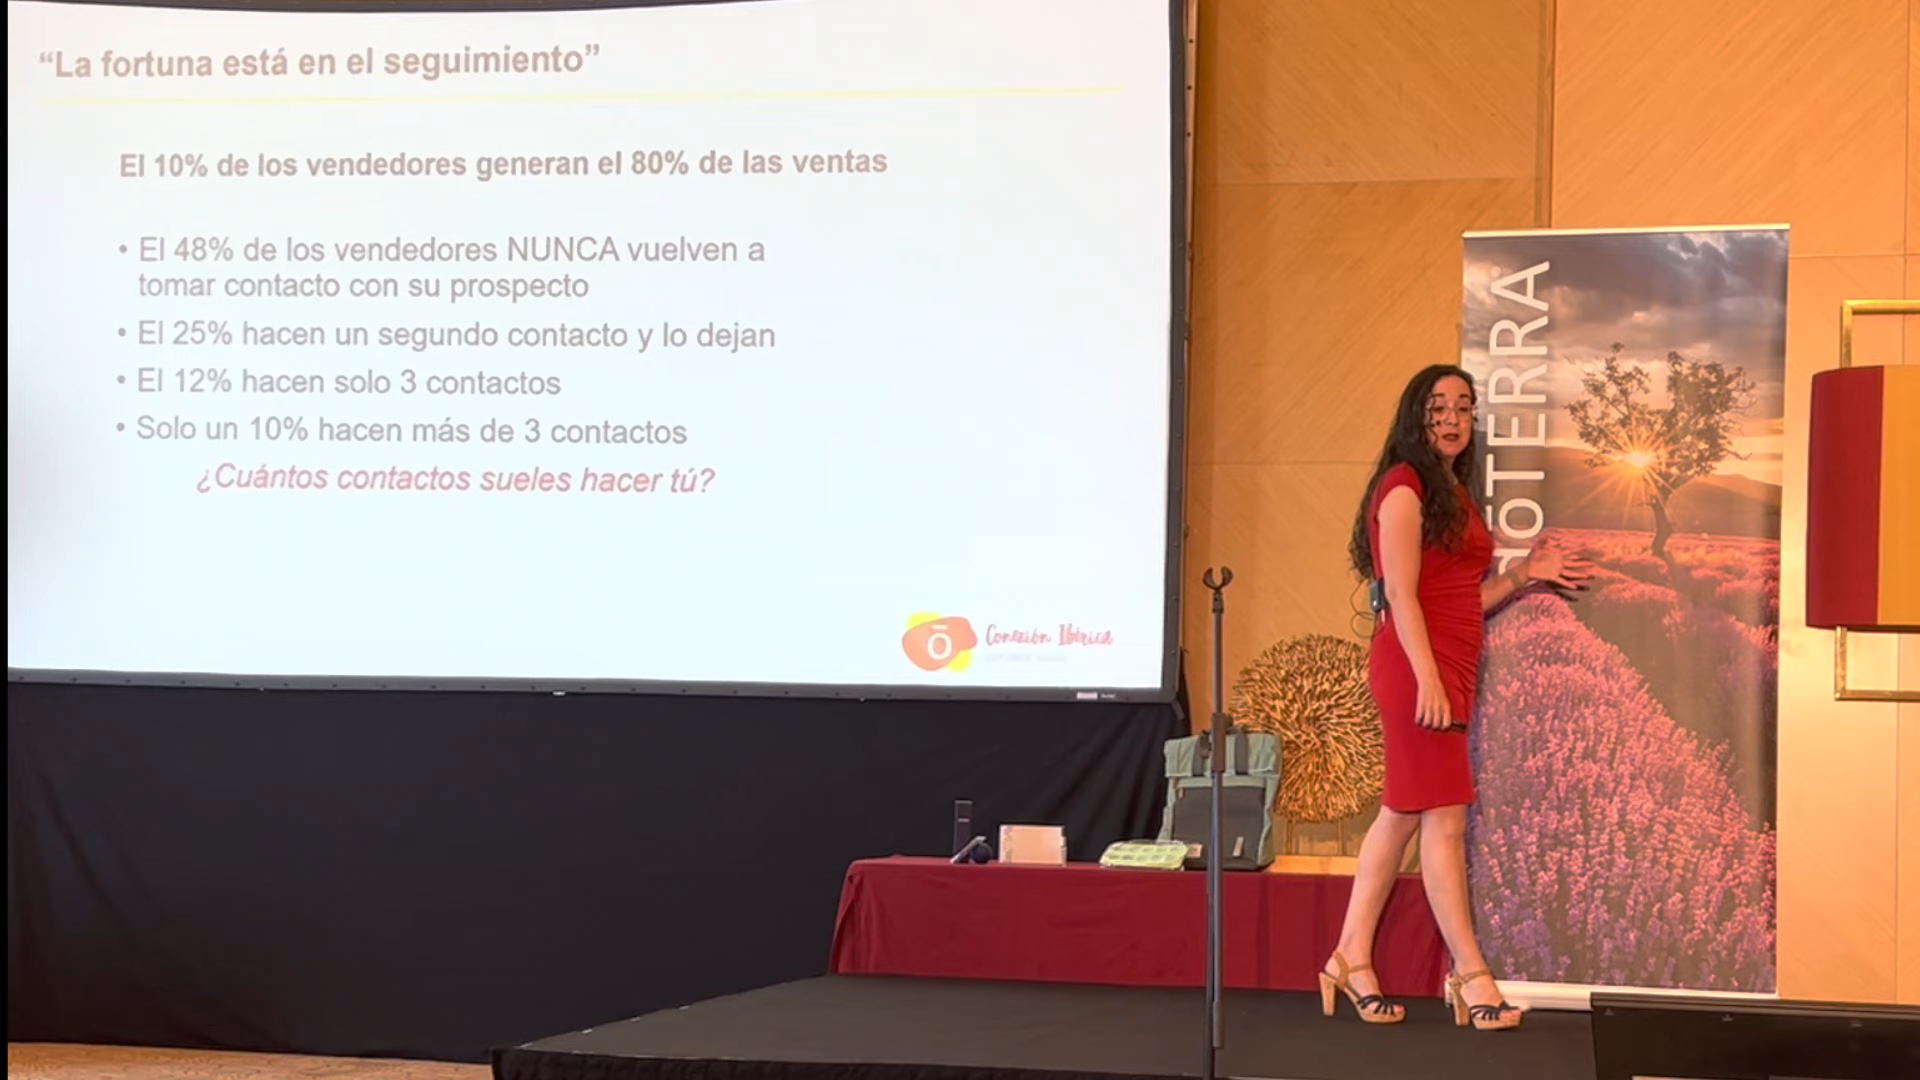 “La fortuna está en el seguimiento”
El 10% de los vendedores generan el 80% de las ventas
• El 48% de los vendedores NUNCA vuelven a
tomar contacto con su prospecto
• El 25% hacen un segundo contacto y lo dejan
• El 12% hacen solo 3 contactos
• Solo un 10% hacen más de 3 contactos
¿Cuántos contactos sueles hacer tú?
ō Conexión Ibérica
dōTERRA